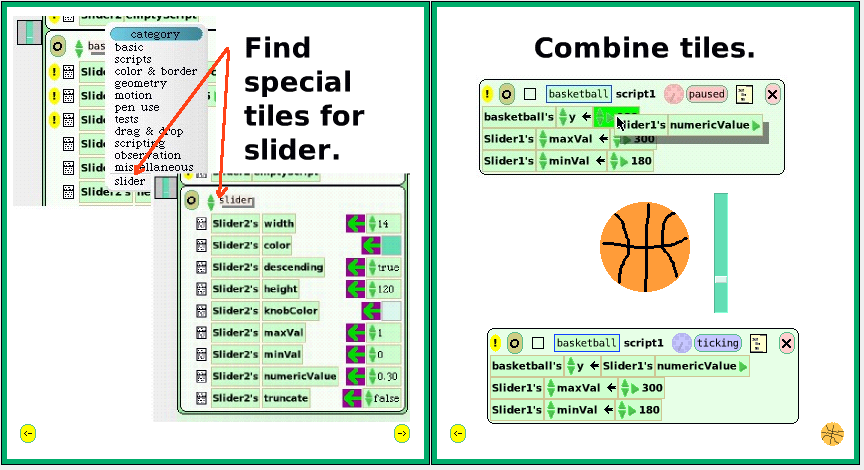 Slider2 emptyScript
category
bas
basic
scripts
color & border
geometry
motion
pen use
tests
drag & drop
scripting
observation
miscellaneous
slider
Find
special
tiles for
slider.
slider
Slider2's width 14
Slider2's color
Slider2's descending true
Slider2's height 120
Slider2's knobColor
Slider2's maxVal 1
Slider2's minVal 0
Slider2's numericValue 0.30
Slider2's truncate false
Combine tiles.
! basketball script1 paused
basketball's y
Slider1's numericValue
Slider1's maxVal 300
Slider1's minVal 180
! basketball script1 ticking
basketball's y Slider1's numericValue
Slider1's maxVal 300
Slider1's minVal 180